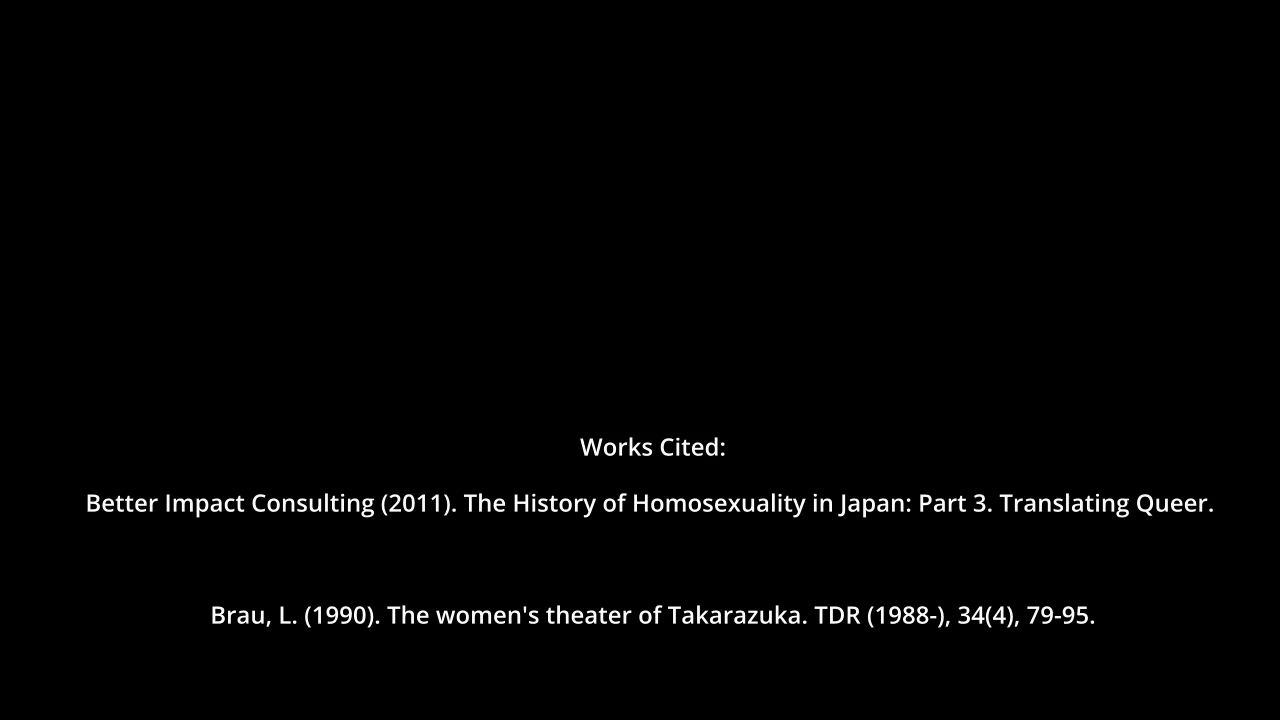 Works Cited:
Better Impact Consulting (2011). The History of Homosexuality in Japan: Part 3. Translating Queer.
Brau, L. (1990). The women's theater of Takarazuka. TDR (1988-), 34(4), 79-95.